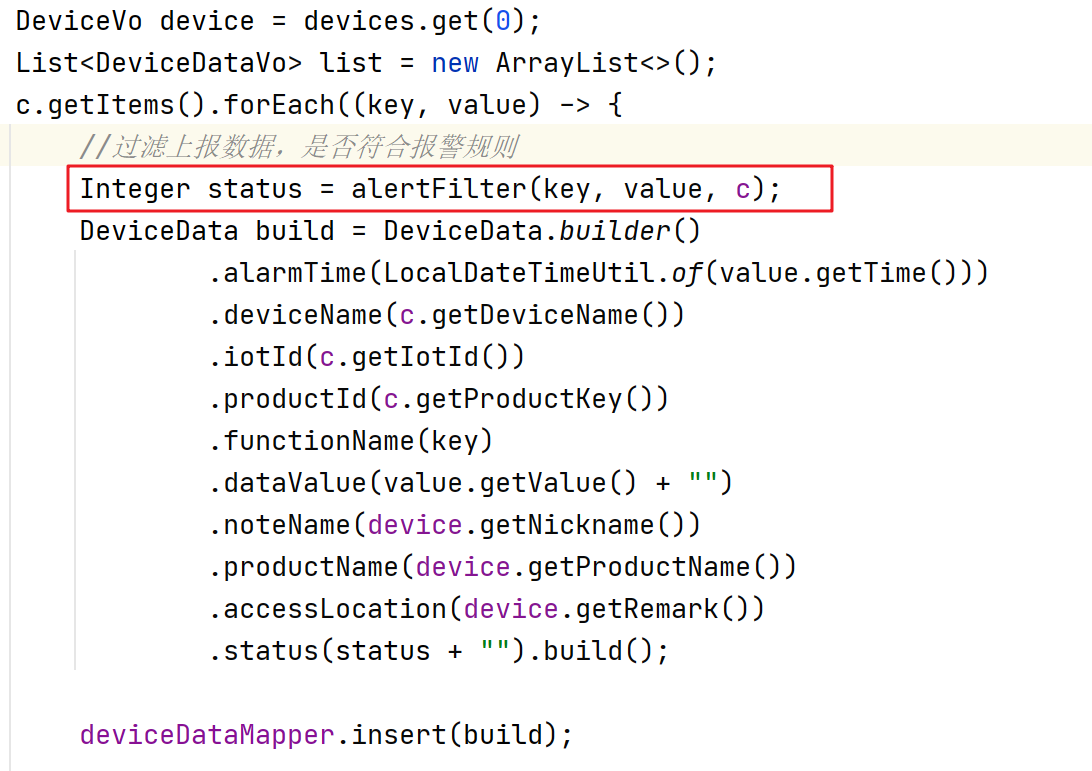 DeviceVo device = devices.get(0);
List<DeviceDataVo> list = new ArrayList<>();
c.getItems().forEach((key, value) -> {
//过滤上报数据，是否符合报警规则
Integer status = alertFilter(key, value, c);
DeviceData build = DeviceData.builder()
.alarmTime(LocalDateTimeUtil.of(value.getTime()))
.deviceName(c.getDeviceName())
.iotId(c.getIotId())
.productId(c.getProductKey())
.functionName(key)
.dataValue(value.getValue() + "")
.noteName(device.getNickname())
.productName(device.getProductName())
.accessLocation(device.getRemark())
.status(status + "").build();
deviceDataMapper.insert(build);